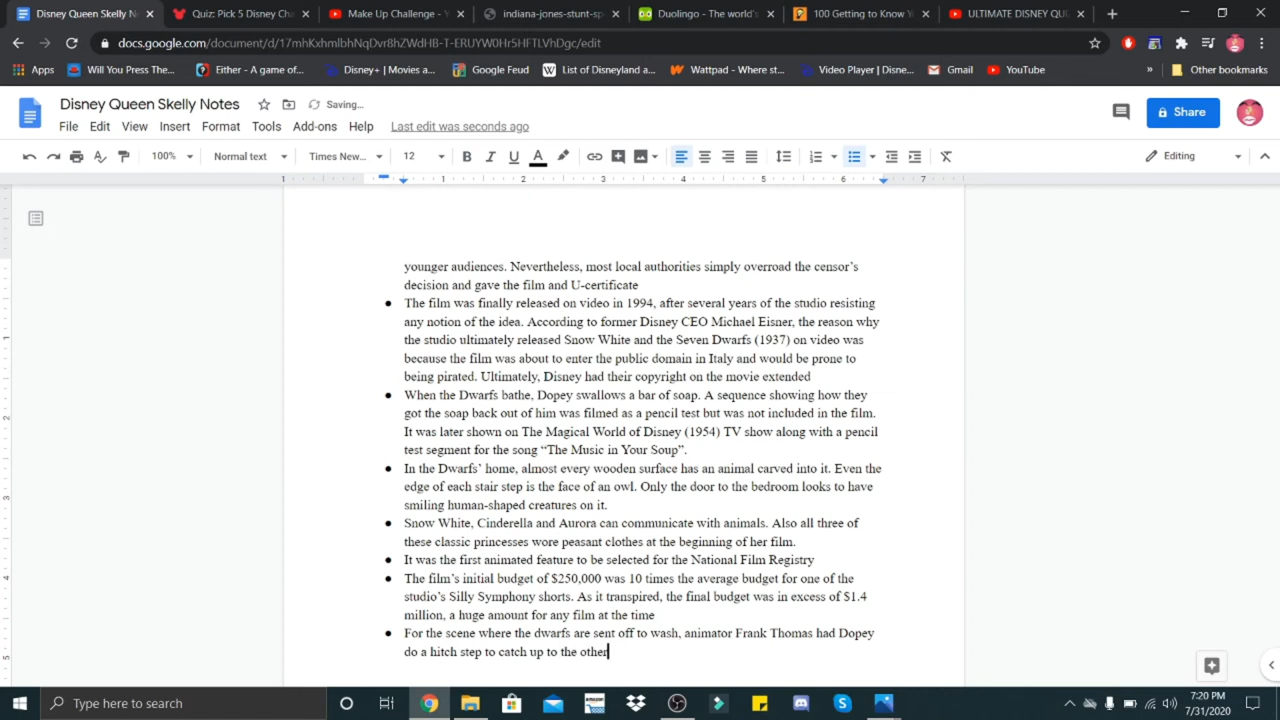 Disney Queen Skelly No
Quiz: Pick 5 Disney Cha
Make Up Challenge - Y
indiana-jones-stunt-sp
Duolingo - The world's
100 Getting to Know Y
ULTIMATE DISNEY QU
docs.google.com/document/d/17mhKxhmlbhNqDvr8hZWdHB-T-ERUYW0Hr5HFTLVhDgc/edit
Apps
Will You Press The...
Either - A game of...
Disney+ | Movies a...
Google Feud
List of Disneyland a...
Wattpad - Where st...
Video Player | Disne...
Gmail
YouTube
»
Other bookmarks
Disney Queen Skelly Notes
Saving...
File Edit View Insert Format Tools Add-ons Help Last edit was seconds ago
Share
100% Normal text Times New... 12 B I U A Editing
1 1 2 3 4 5 6 7
younger audiences. Nevertheless, most local authorities simply overroad the censor's
decision and gave the film and U-certificate
● The film was finally released on video in 1994, after several years of the studio resisting
any notion of the idea. According to former Disney CEO Michael Eisner, the reason why
the studio ultimately released Snow White and the Seven Dwarfs (1937) on video was
because the film was about to enter the public domain in Italy and would be prone to
being pirated. Ultimately, Disney had their copyright on the movie extended
● When the Dwarfs bathe, Dopey swallows a bar of soap. A sequence showing how they
got the soap back out of him was filmed as a pencil test but was not included in the film.
It was later shown on The Magical World of Disney (1954) TV show along with a pencil
test segment for the song “The Music in Your Soup”.
● In the Dwarfs’ home, almost every wooden surface has an animal carved into it. Even the
edge of each stair step is the face of an owl. Only the door to the bedroom looks to have
smiling human-shaped creatures on it.
● Snow White, Cinderella and Aurora can communicate with animals. Also all three of
these classic princesses wore peasant clothes at the beginning of her film.
● It was the first animated feature to be selected for the National Film Registry
● The film’s initial budget of $250,000 was 10 times the average budget for one of the
studio’s Silly Symphony shorts. As it transpired, the final budget was in excess of $1.4
million, a huge amount for any film at the time
● For the scene where the dwarfs are sent off to wash, animator Frank Thomas had Dopey
do a hitch step to catch up to the other
1
2
3
4
5
Type here to search
7:20 PM
7/31/2020